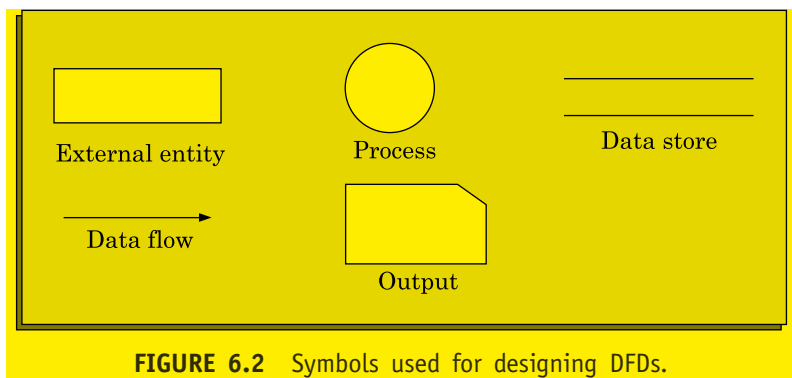 External entity
Process
Data store
Data flow
Output
FIGURE 6.2 Symbols used for designing DFDs.